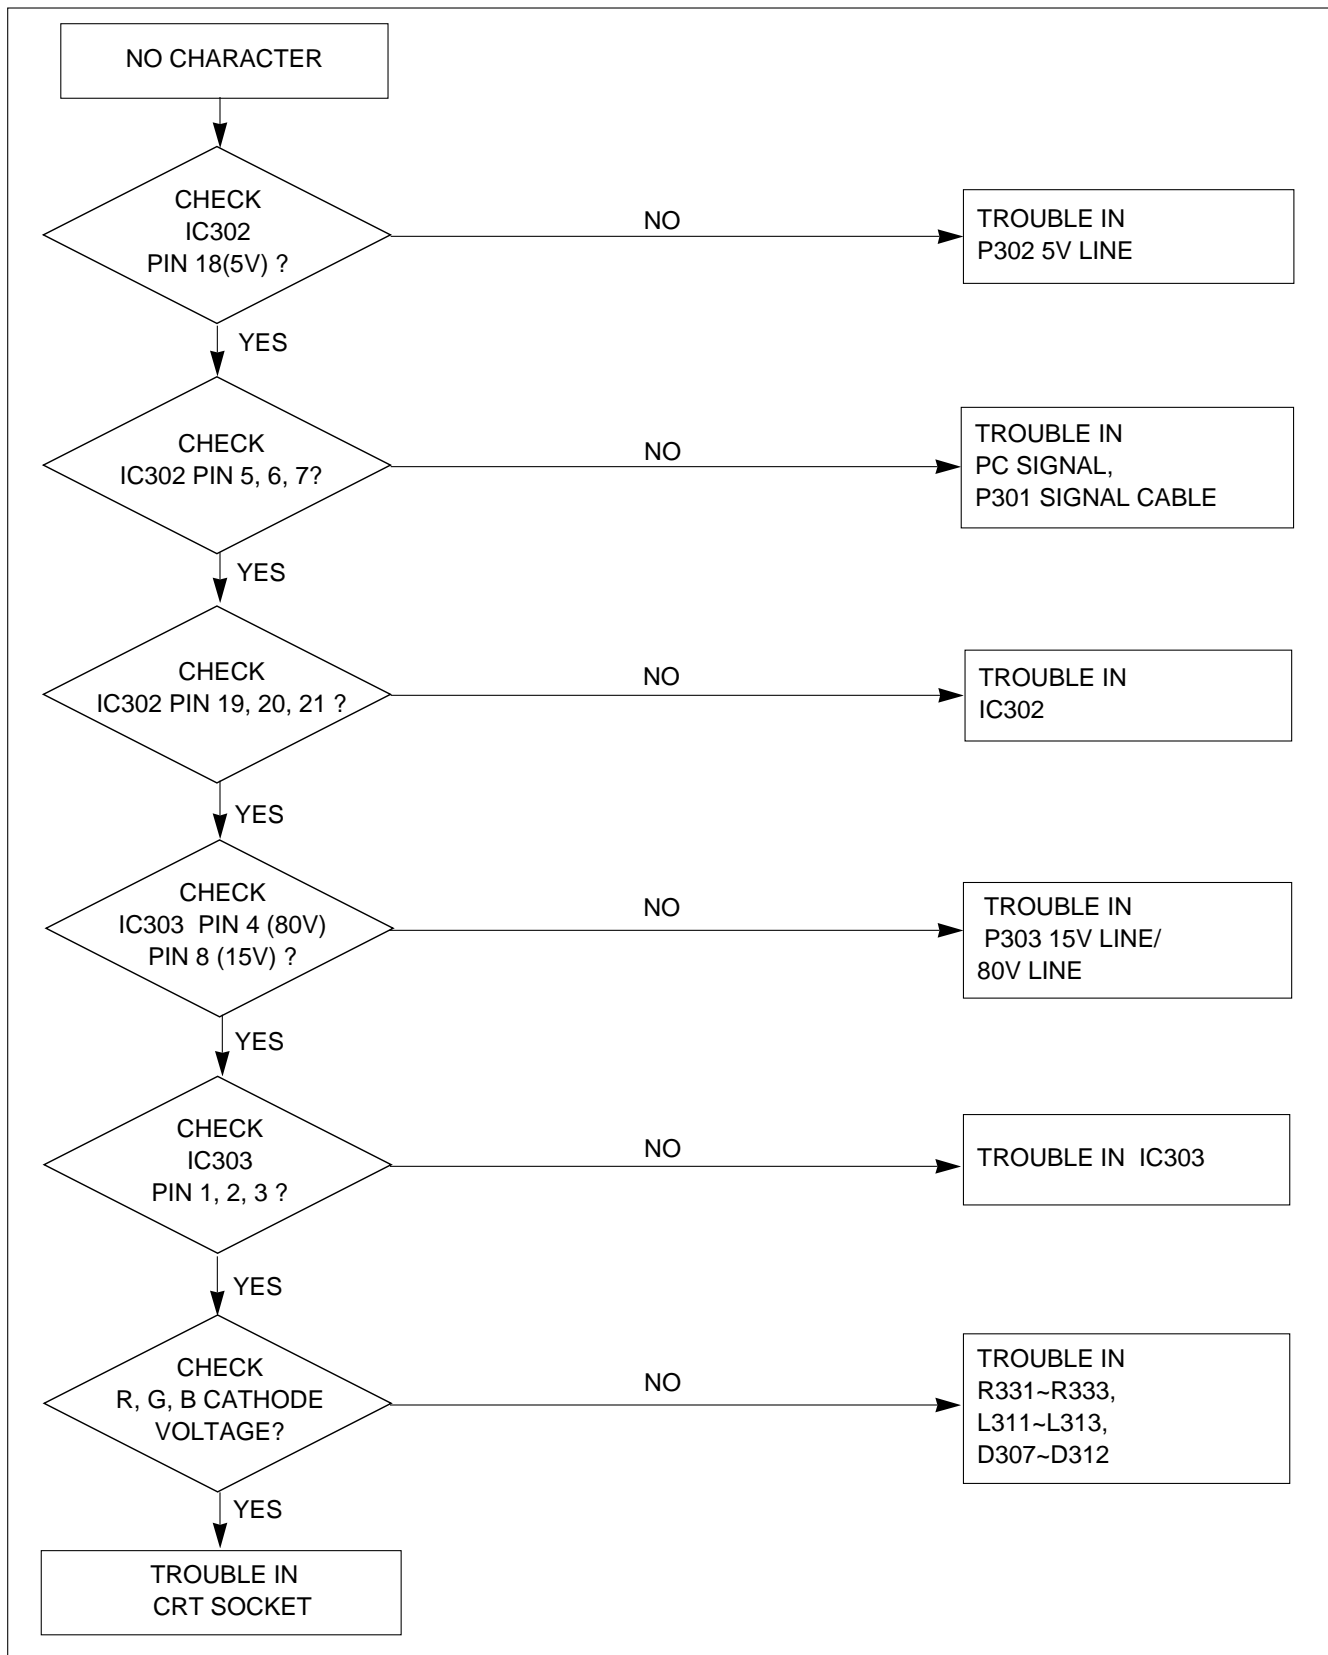 NO CHARACTER
CHECK
IC302
PIN 18(5V) ?
NO
TROUBLE IN
P302 5V LINE
YES
CHECK
IC302 PIN 5, 6, 7?
NO
TROUBLE IN
PC SIGNAL,
P301 SIGNAL CABLE
YES
CHECK
IC302 PIN 19, 20, 21 ?
NO
TROUBLE IN
IC302
YES
CHECK
IC303 PIN 4 (80V)
PIN 8 (15V) ?
NO
TROUBLE IN
P303 15V LINE/
80V LINE
YES
CHECK
IC303
PIN 1, 2, 3 ?
NO
TROUBLE IN IC303
YES
CHECK
R, G, B CATHODE
VOLTAGE?
NO
TROUBLE IN
R331~R333,
L311~L313,
D307~D312
YES
TROUBLE IN
CRT SOCKET